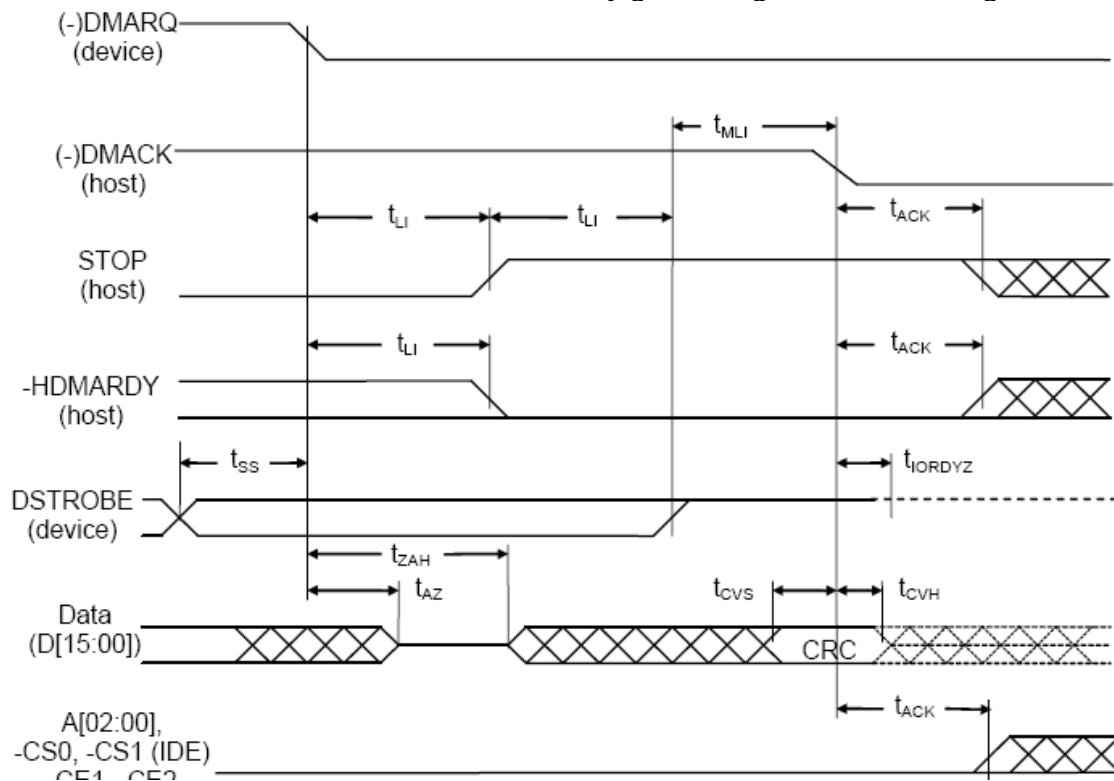 (-)DMARQ
(device)
tMLI
(-)DMACK
(host)
tLI tLI tACK
STOP
(host)
tLI tACK
-HDMARDY
(host)
tSS tIORDYZ
DSTROBE
(device)
tZAH
tAZ tCVS tCVH
Data
(D[15:00])
CRC
tACK
A[02:00],
-CS0, -CS1 (IDE)